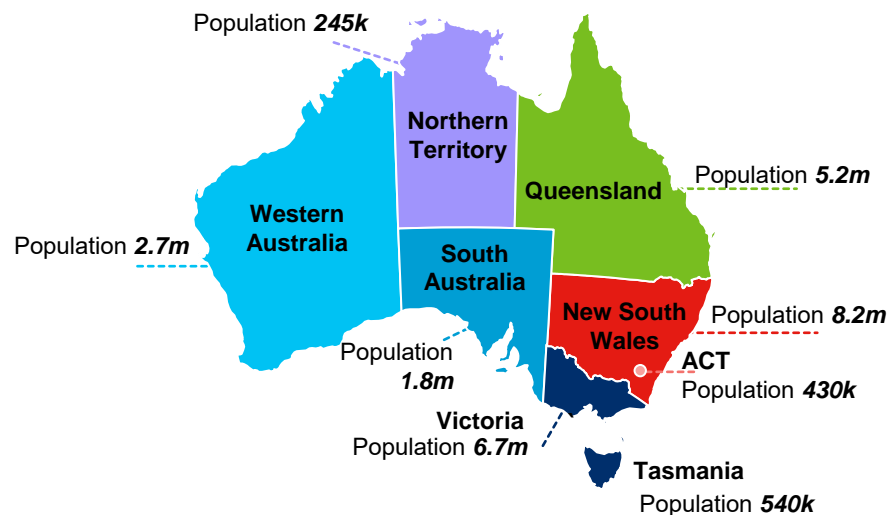 Population 245k
Northern
Territory
Population 5.2m
Queensland
Western
Australia
Population 2.7m
South
Australia
New South
Wales
Population 8.2m
Population
1.8m
ACT
Population 430k
Victoria
Population 6.7m
Tasmania
Population 540k